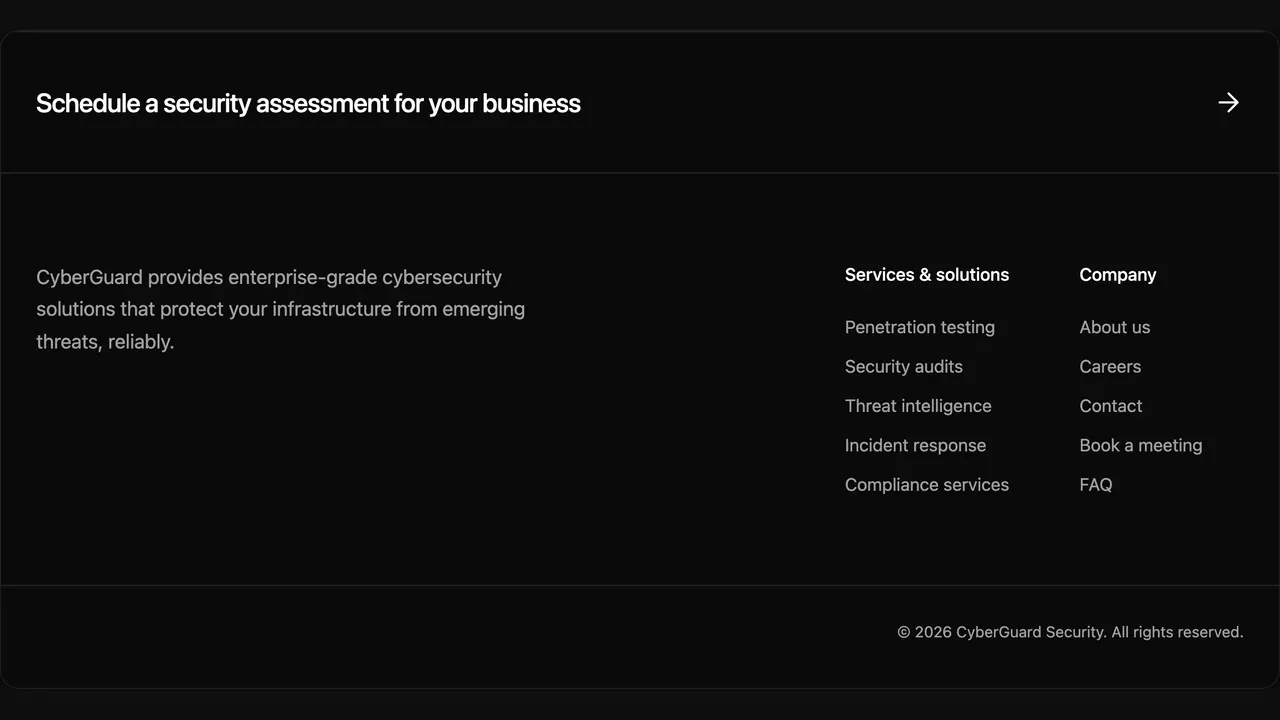 Schedule a security assessment for your business
CyberGuard provides enterprise-grade cybersecurity
solutions that protect your infrastructure from emerging
threats, reliably.
Services & solutions
Penetration testing
Security audits
Threat intelligence
Incident response
Compliance services
Company
About us
Careers
Contact
Book a meeting
FAQ
© 2026 CyberGuard Security. All rights reserved.